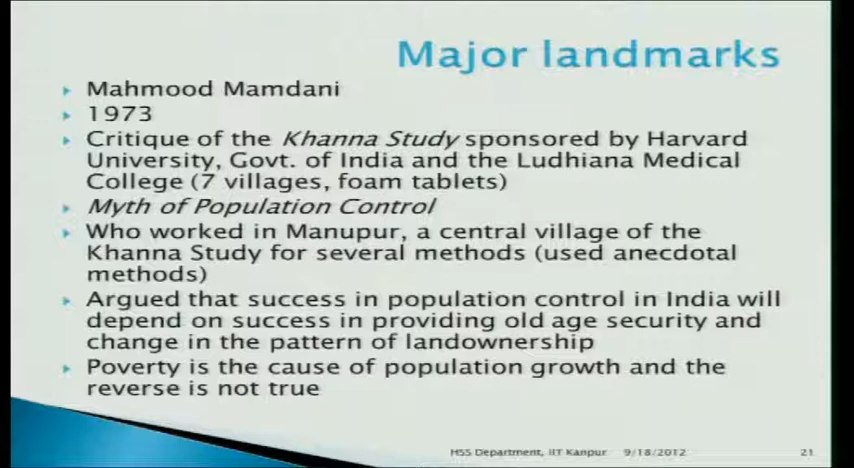 Major landmarks
Mahmood Mamdani
1973
Critique of the Khanna Study sponsored by Harvard
University, Govt. of India and the Ludhiana Medical
College (7 villages, foam tablets)
Myth of Population Control
Who worked in Manupur, a central village of the
Khanna Study for several methods (used anecdotal
methods)
Argued that success in population control in India will
depend on success in providing old age security and
change in the pattern of landownership
Poverty is the cause of population growth and the
reverse is not true
HSS Department, IIT Kanpur 9/18/2012 21